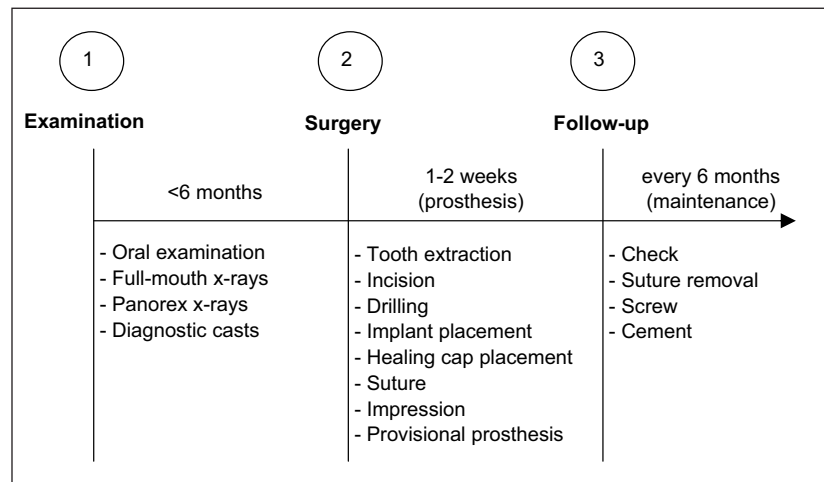 1
2
3
Examination
Surgery
Follow-up
<6 months
1-2 weeks
(prosthesis)
every 6 months
(maintenance)
- Oral examination
- Full-mouth x-rays
- Panorex x-rays
- Diagnostic casts
- Tooth extraction
- Incision
- Drilling
- Implant placement
- Healing cap placement
- Suture
- Impression
- Provisional prosthesis
- Check
- Suture removal
- Screw
- Cement